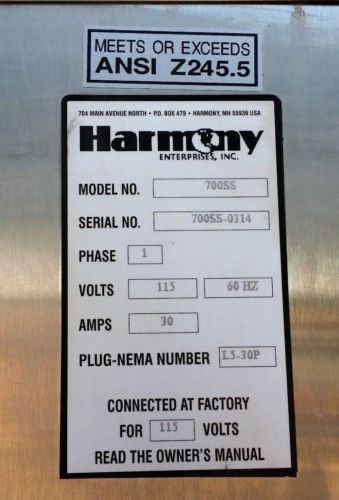 MEETS OR EXCEEDS
ANSI Z245.5
704 MAIN AVENUE NORTH • P.O. BOX 479 • HARMONY, MN 55939 USA
Harmony
ENTERPRISES, INC.
MODEL NO. 700SS
SERIAL NO. 700SS-0314
PHASE 1
VOLTS 115 60 HZ
AMPS 30
PLUG-NEMA NUMBER L5-30P
CONNECTED AT FACTORY
FOR 115 VOLTS
READ THE OWNER'S MANUAL